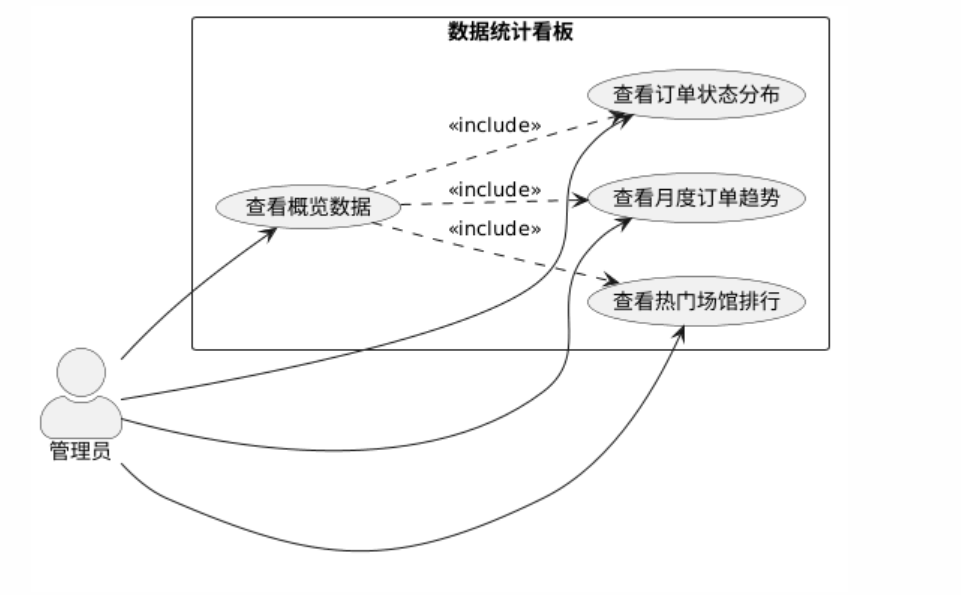 数据统计看板
查看订单状态分布
«include»
«include»
查看月度订单趋势
查看概览数据
«include»
查看热门场馆排行
管理员